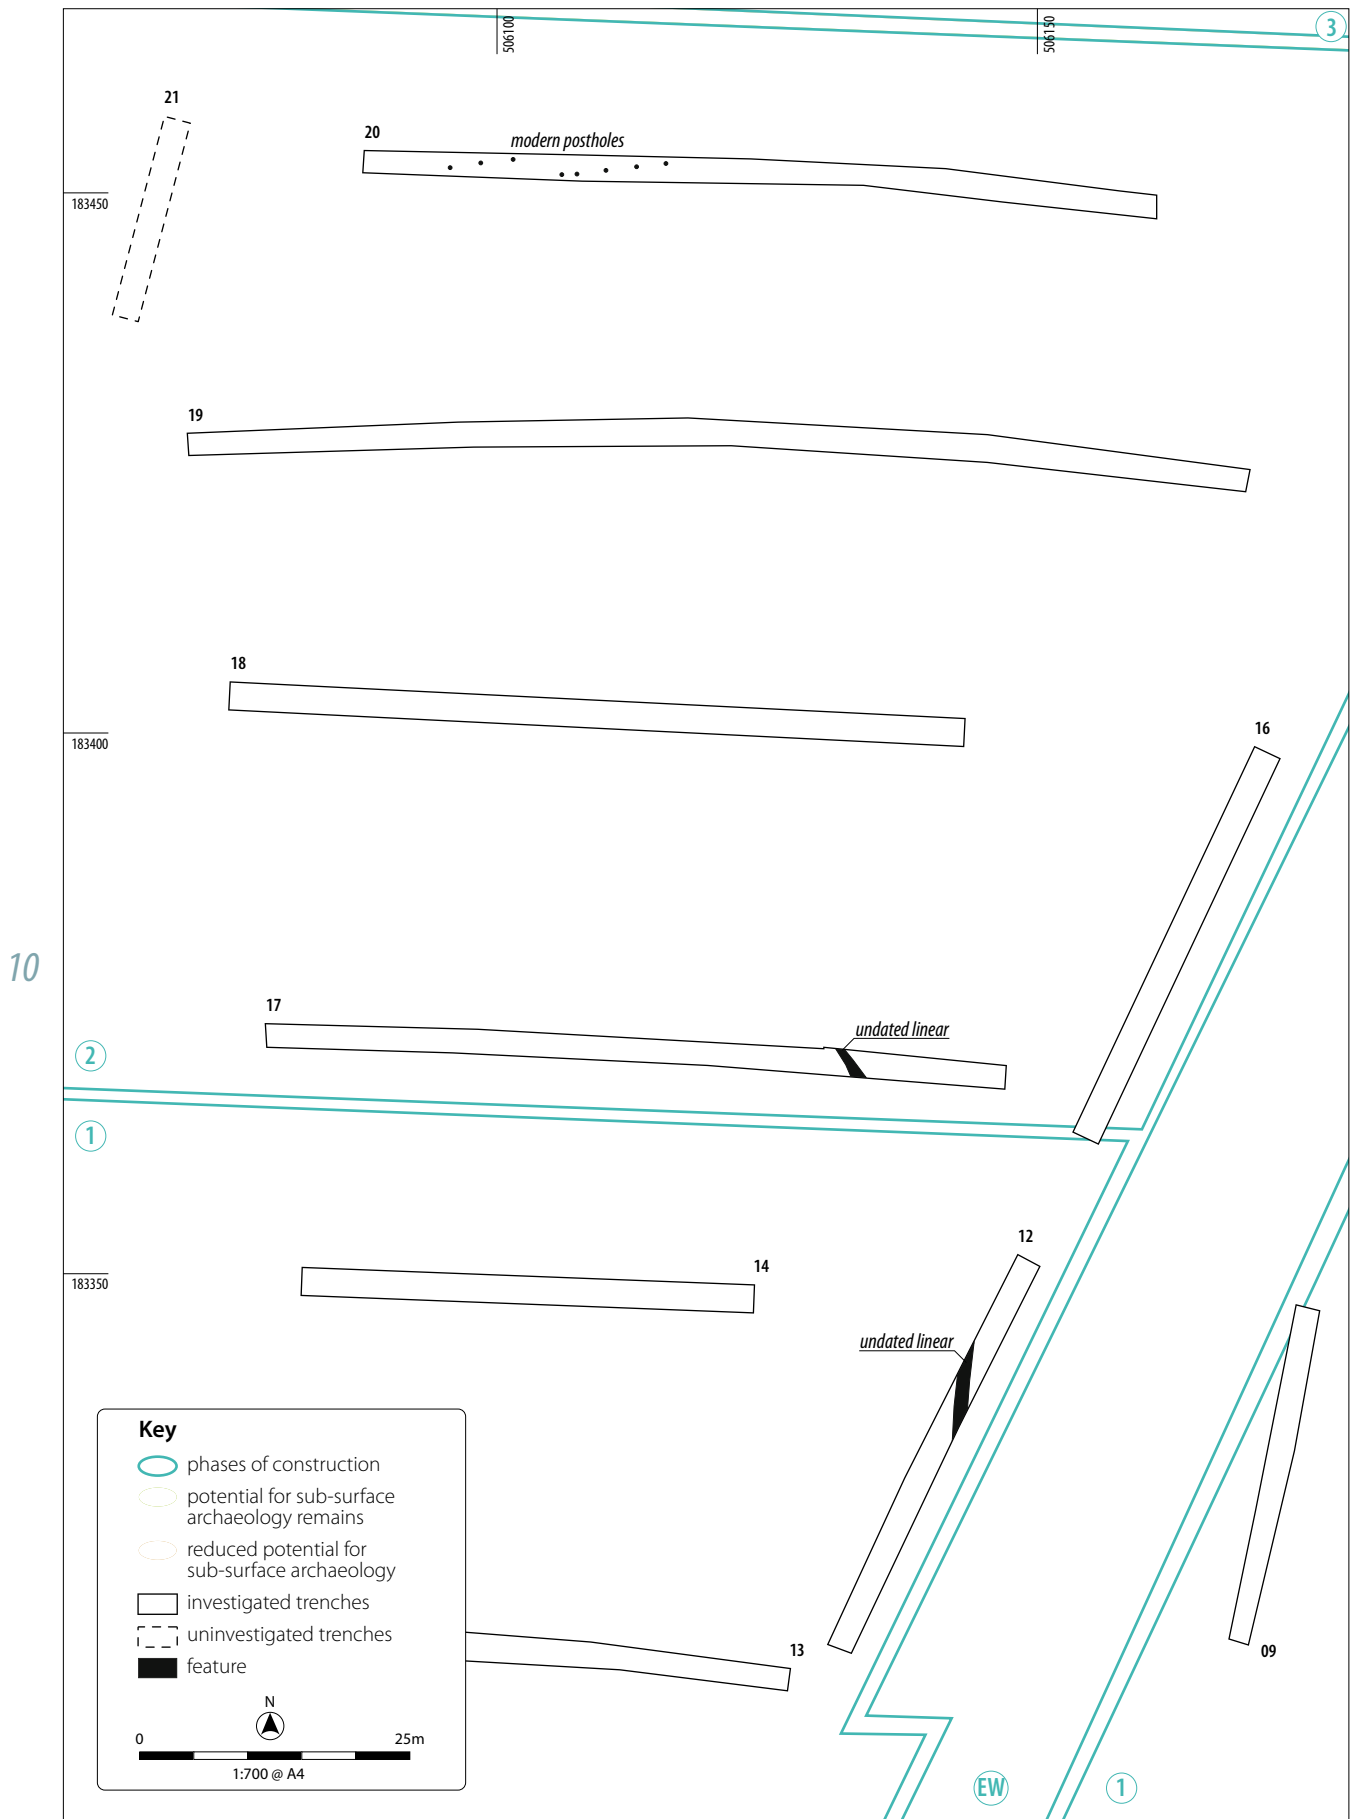 506100
506150
3
21
20
modern postholes
183450
19
18
183400
16
10
17
undated linear
2
1
12
14
183350
undated linear
Key
phases of construction
potential for sub-surface
archaeology remains
reduced potential for
sub-surface archaeology
investigated trenches
uninvestigated trenches
feature
N
0 25m
1:700 @ A4
13
09
EW
1